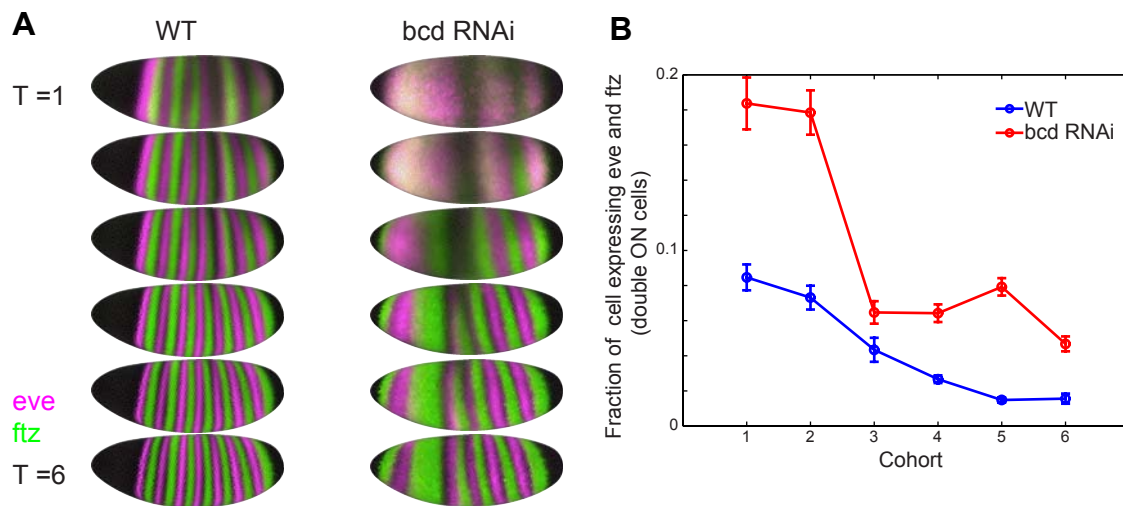 A
WT
bcd RNAi
T =1
eve
ftz
T =6
B
Fraction of cell expressing eve and ftz
(double ON cells)
0.2
0.1
0
WT
bcd RNAi
1 2 3 4 5 6
Cohort